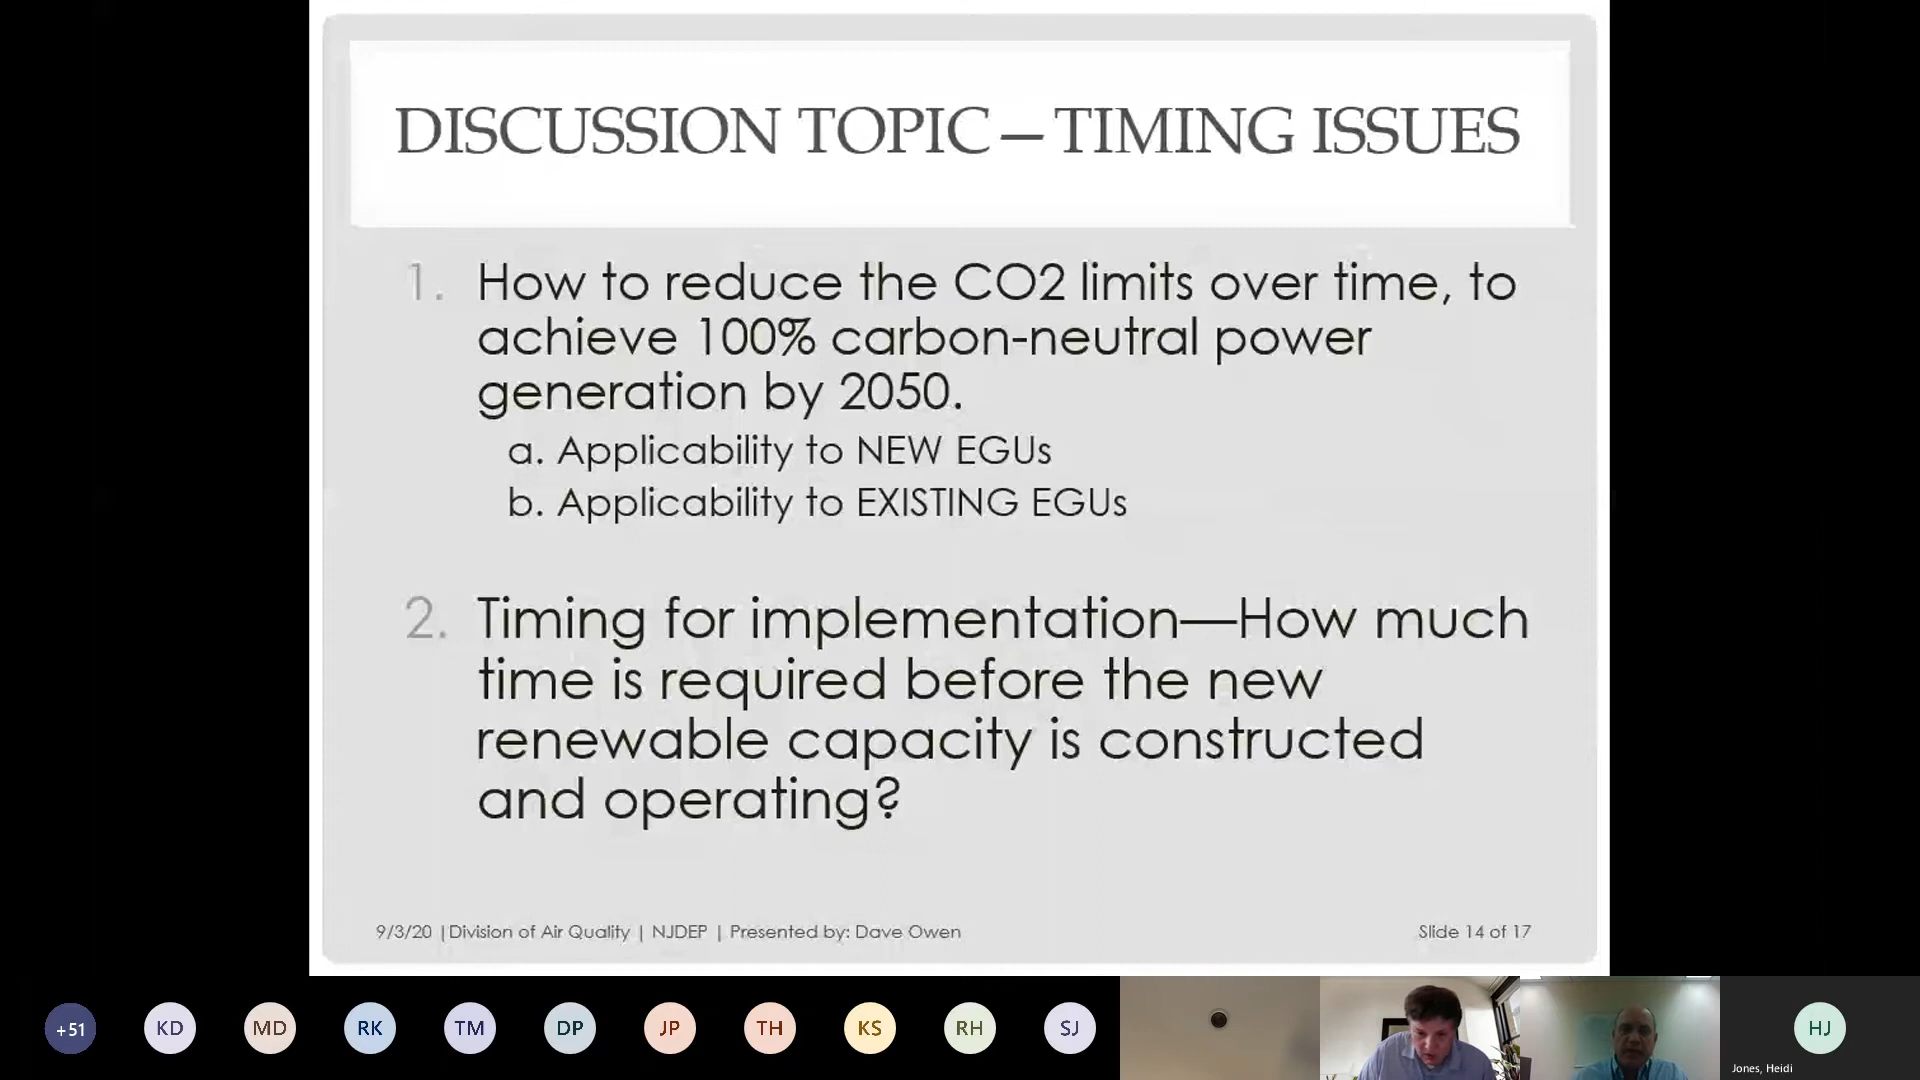 DISCUSSION TOPIC — TIMING ISSUES
1. How to reduce the CO2 limits over time, to
achieve 100% carbon-neutral power
generation by 2050.
a. Applicability to NEW EGUs
b. Applicability to EXISTING EGUs
2. Timing for implementation—How much
time is required before the new
renewable capacity is constructed
and operating?
9/3/20 | Division of Air Quality | NJDEP | Presented by: Dave Owen
Slide 14 of 17
+51
KD
MD
RK
TM
DP
JP
TH
KS
RH
SJ
HJ
Jones, Heidi